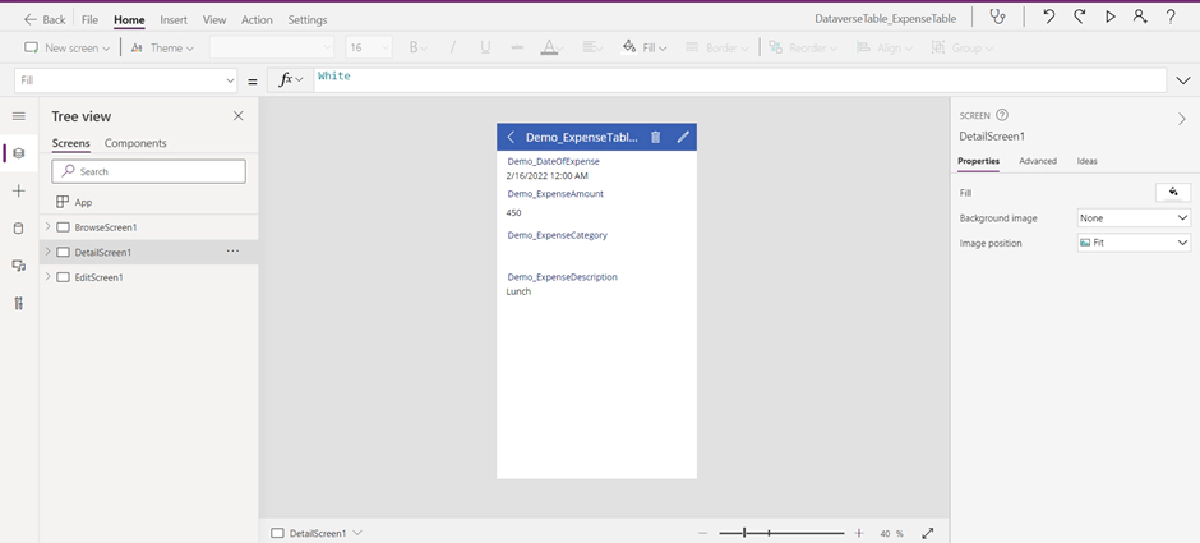 Back File Home Insert View Action Settings DataverseTable_ExpenseTable ?
New screen Theme 16 B I U A Fill Border Reorder Align Group
Fill = fx White
Tree view
Screens Components
Search
App
BrowseScreen1
DetailScreen1 ...
EditScreen1
Demo_ExpenseTabl...
Demo_DateOfExpense
2/16/2022 12:00 AM
Demo_ExpenseAmount
450
Demo_ExpenseCategory
Demo_ExpenseDescription
Lunch
SCREEN ?
DetailScreen1
Properties Advanced Ideas
Fill
Background image None
Image position Fit
DetailScreen1 40 %